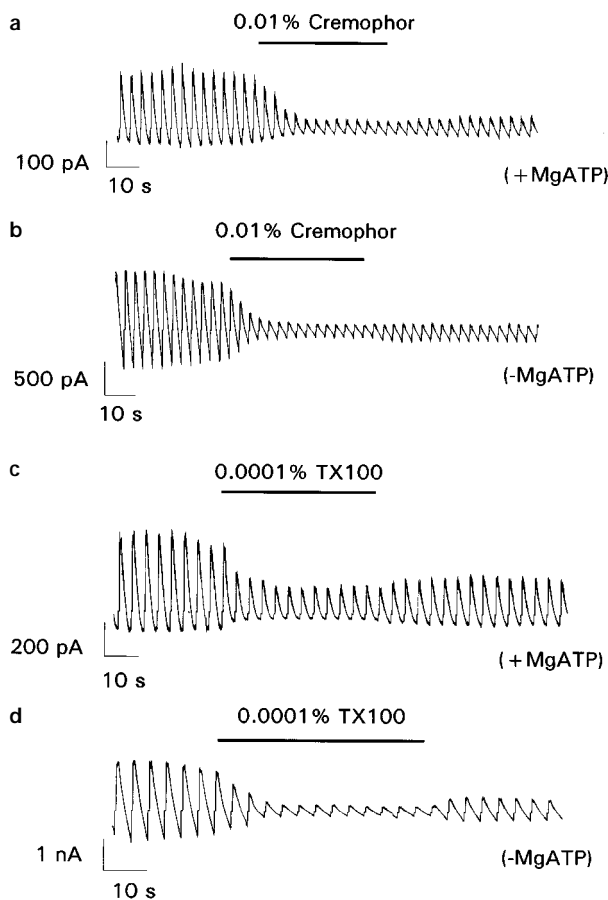 a
0.01% Cremophor
100 pA
10 s
(+MgATP)
b
0.01% Cremophor
500 pA
10 s
(-MgATP)
c
0.0001% TX100
200 pA
10 s
(+MgATP)
d
0.0001% TX100
1 nA
10 s
(-MgATP)